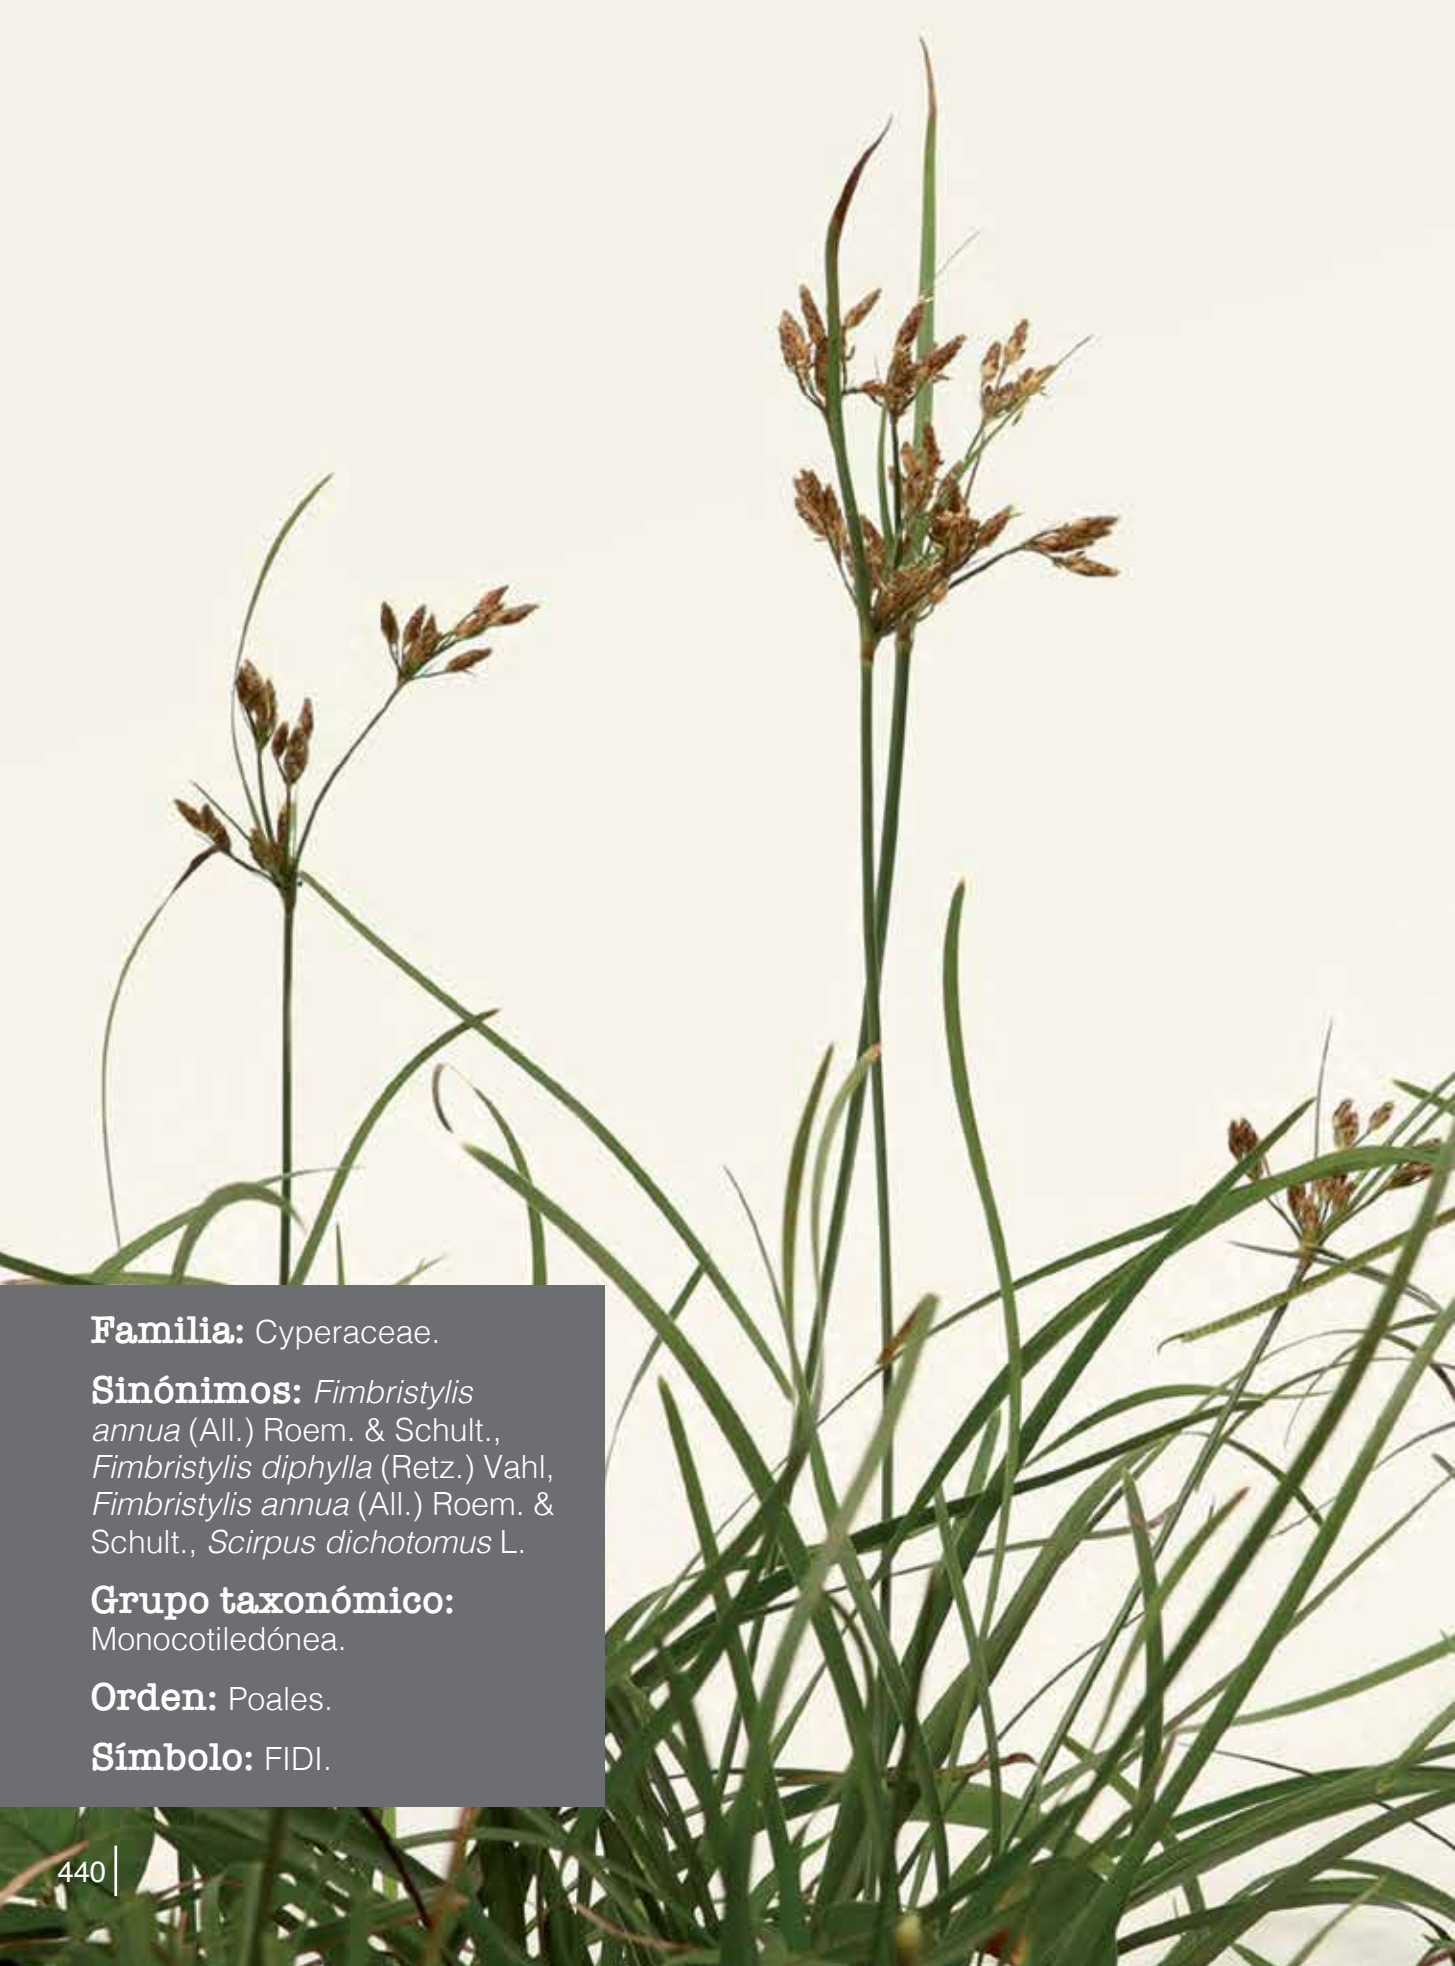 Familia: Cyperaceae.
Sinónimos: Fimbristylis
annua (All.) Roem. & Schult.,
Fimbristylis diphylla (Retz.) Vahl,
Fimbristylis annua (All.) Roem. &
Schult., Scirpus dichotomus L.
Grupo taxonómico:
Monocotiledónea.
Orden: Poales.
Símbolo: FIDI.
440